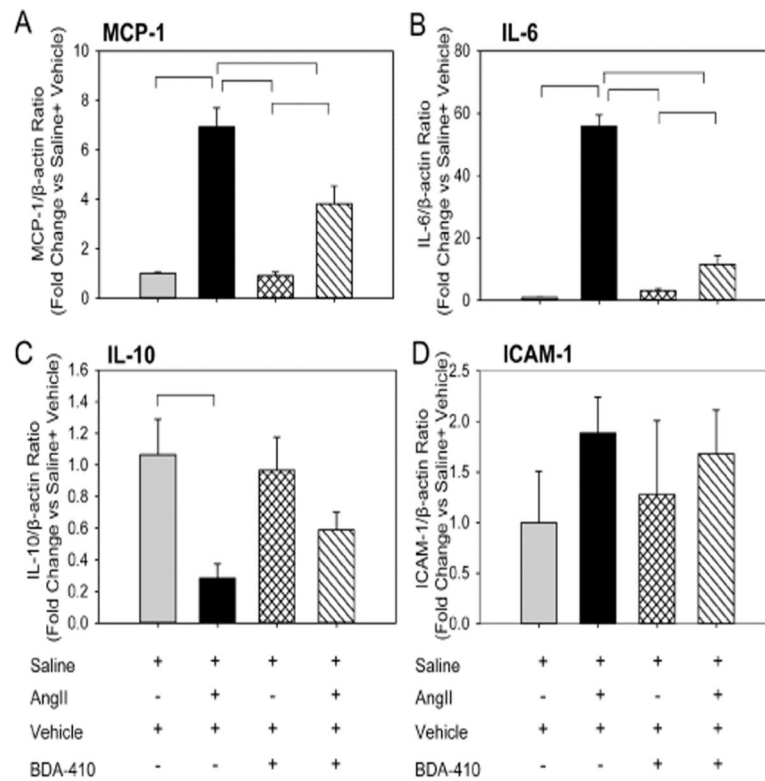 A
MCP-1
MCP-1/β-actin Ratio
(Fold Change vs Saline+ Vehicle)
10
8
6
4
2
0
B
IL-6
IL-6/β-actin Ratio
(Fold Change vs Saline+ Vehicle)
80
60
40
20
0
C
IL-10
IL-10/β-actin Ratio
(Fold Change vs Saline+ Vehicle)
1.6
1.4
1.2
1.0
0.8
0.6
0.4
0.2
0.0
D
ICAM-1
ICAM-1/β-actin Ratio
(Fold Change vs Saline+ Vehicle)
2.5
2.0
1.5
1.0
0.5
0.0
Saline + + + +
AngII - + - +
Vehicle + + + +
BDA-410 - - + +
Saline + + + +
AngII - + - +
Vehicle + + + +
BDA-410 - - + +